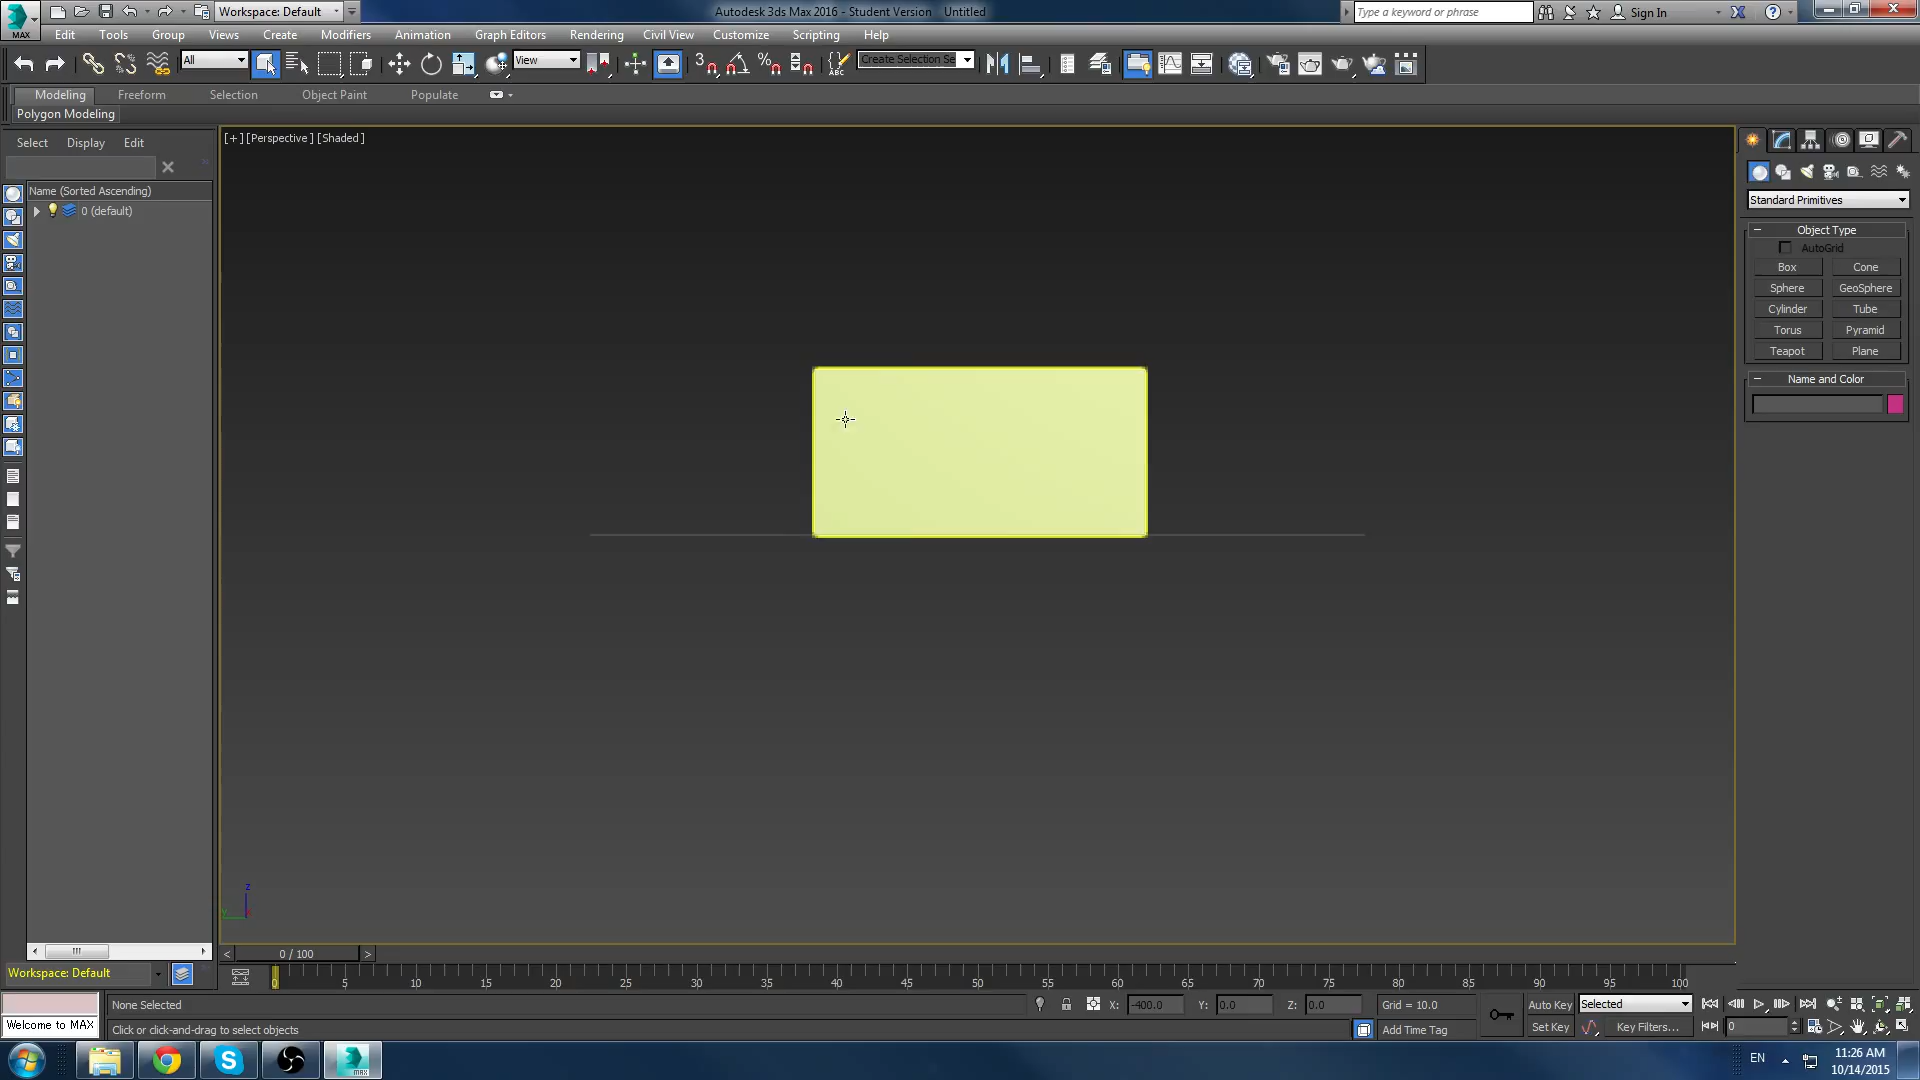 Workspace: Default
Autodesk 3ds Max 2016 - Student Version   Untitled
Type a keyword or phrase
Sign In
MAX
Edit Tools Group Views Create Modifiers Animation Graph Editors Rendering Civil View Customize Scripting Help
All
View
3
ABC
Create Selection Se
Modeling Freeform Selection Object Paint Populate
Polygon Modeling
Select Display Edit
[+] [Perspective] [Shaded]
Name (Sorted Ascending)
0 (default)
Standard Primitives
Object Type
AutoGrid
Box Cone
Sphere GeoSphere
Cylinder Tube
Torus Pyramid
Teapot Plane
Name and Color
z
< 0 / 100 >
Workspace: Default
0 5 10 15 20 25 30 35 40 45 50 55 60 65 70 75 80 85 90 95 100
None Selected
X: -400.0 Y: 0.0 Z: 0.0 Grid = 10.0
Auto Key Selected
Welcome to MAX
Click or click-and-drag to select objects
Add Time Tag
Set Key Key Filters... 0
EN
11:26 AM
10/14/2015